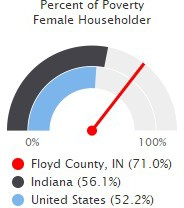 Percent of Poverty
Female Householder
0%
100%
Floyd County, IN (71.0%)
Indiana (56.1%)
United States (52.2%)